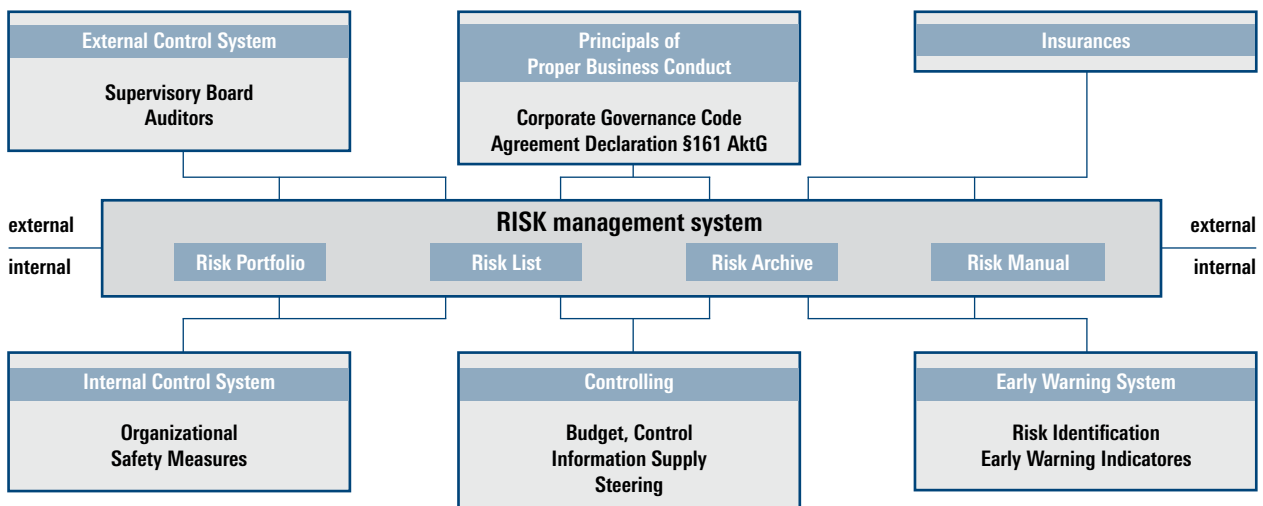 External Control System
Supervisory Board
Auditors
Principals of
Proper Business Conduct
Corporate Governance Code
Agreement Declaration §161 AktG
Insurances
external
internal
RISK management system
Risk Portfolio
Risk List
Risk Archive
Risk Manual
external
internal
Internal Control System
Organizational
Safety Measures
Controlling
Budget, Control
Information Supply
Steering
Early Warning System
Risk Identification
Early Warning Indicatores